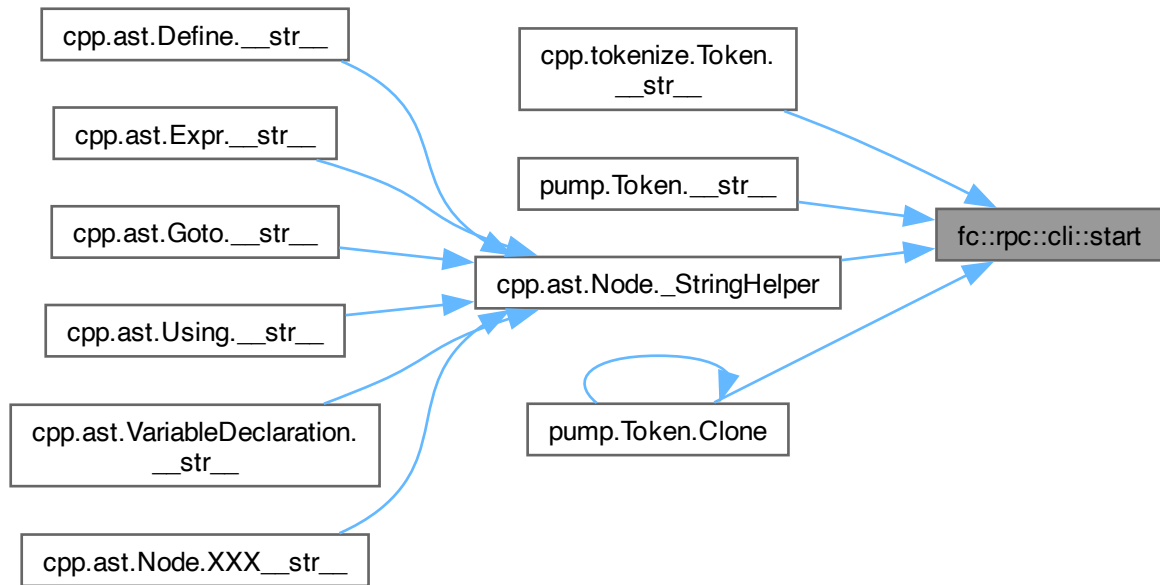 cpp.ast.Define.__str__
cpp.ast.Expr.__str__
cpp.ast.Goto.__str__
cpp.ast.Using.__str__
cpp.ast.VariableDeclaration.
__str__
cpp.ast.Node.XXX__str__
cpp.tokenize.Token.
__str__
pump.Token.__str__
cpp.ast.Node._StringHelper
pump.Token.Clone
fc::rpc::cli::start